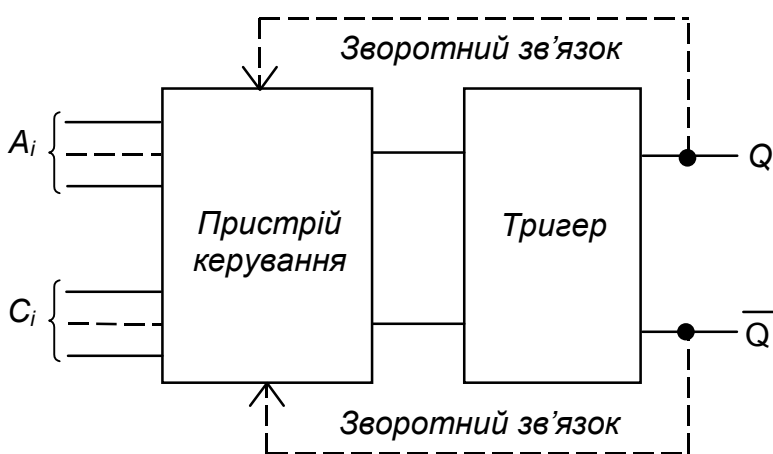 Зворотний зв’язок
Aᵢ
Q
Пристрій
керування
Тригер
Cᵢ
Q̅
Зворотний зв’язок